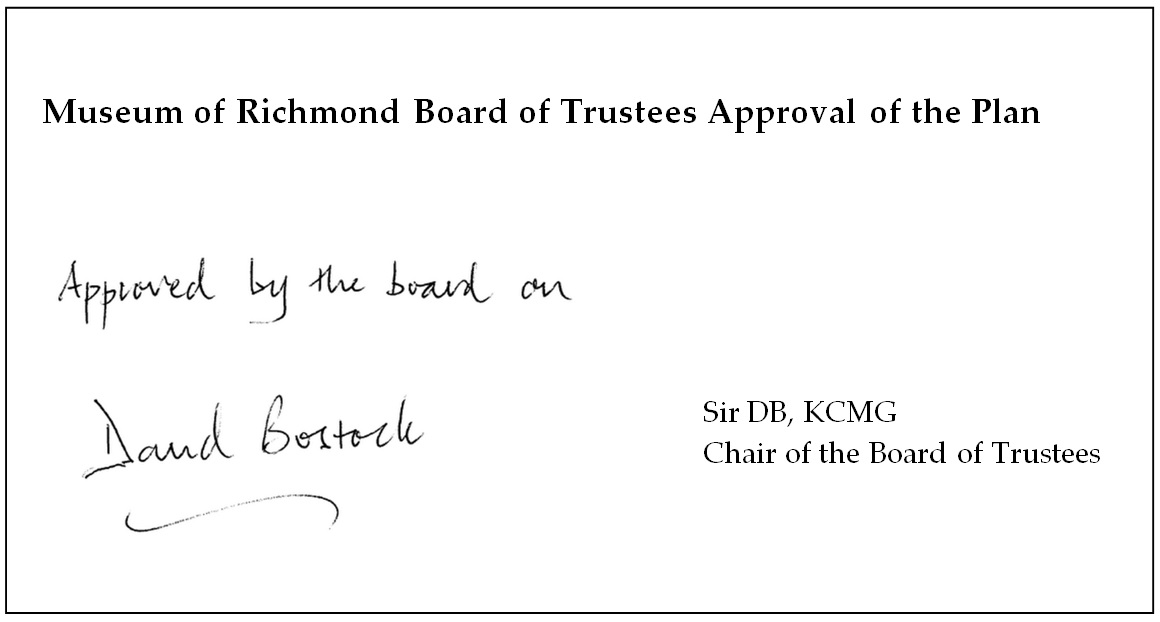 Museum of Richmond Board of Trustees Approval of the Plan
Approved by the board on
David Bostock
Sir DB, KCMG
Chair of the Board of Trustees